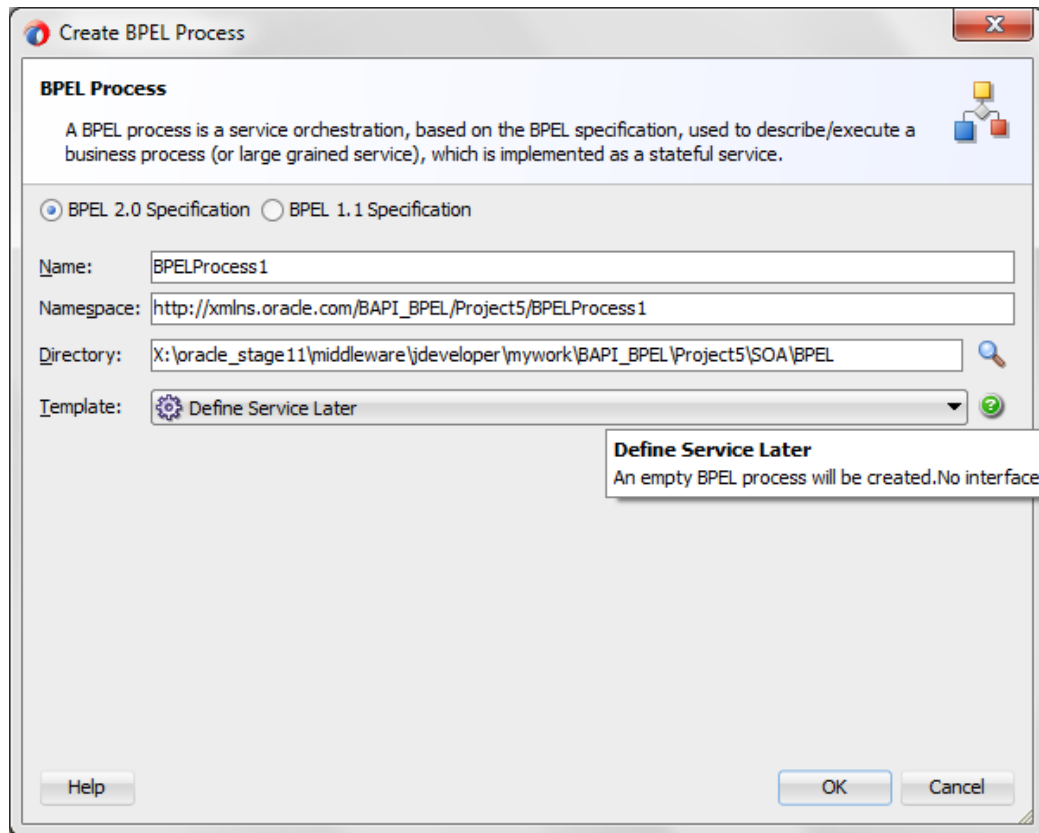 Create BPEL Process
BPEL Process
A BPEL process is a service orchestration, based on the BPEL specification, used to describe/execute a
business process (or large grained service), which is implemented as a stateful service.
BPEL 2.0 Specification BPEL 1.1 Specification
Name: BPELProcess1
Namespace: http://xmlns.oracle.com/BAPI_BPEL/Project5/BPELProcess1
Directory: X:\oracle_stage11\middleware\jdeveloper\mywork\BAPI_BPEL\Project5\SOA\BPEL
Template: Define Service Later
Define Service Later
An empty BPEL process will be created.No interface
Help OK Cancel